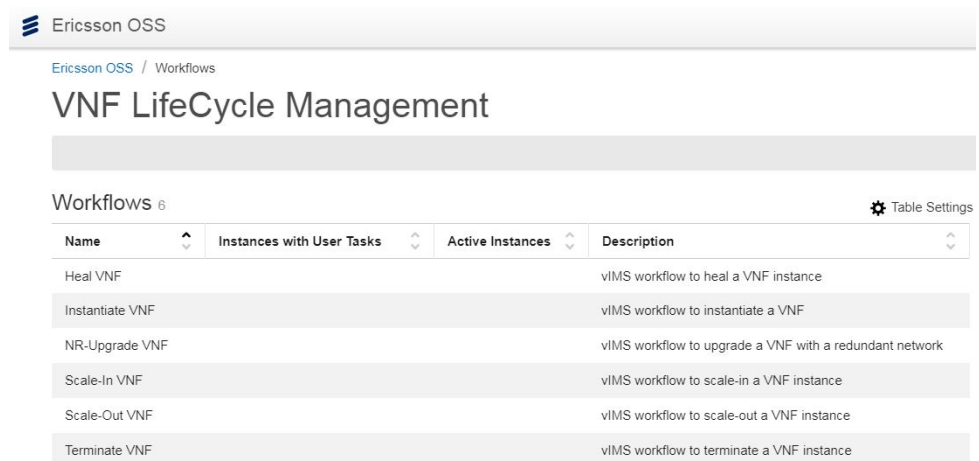 Ericsson OSS
Ericsson OSS / Workflows
VNF LifeCycle Management
Workflows 6
Table Settings
Name Instances with User Tasks Active Instances Description
Heal VNF vIMS workflow to heal a VNF instance
Instantiate VNF vIMS workflow to instantiate a VNF
NR-Upgrade VNF vIMS workflow to upgrade a VNF with a redundant network
Scale-In VNF vIMS workflow to scale-in a VNF instance
Scale-Out VNF vIMS workflow to scale-out a VNF instance
Terminate VNF vIMS workflow to terminate a VNF instance